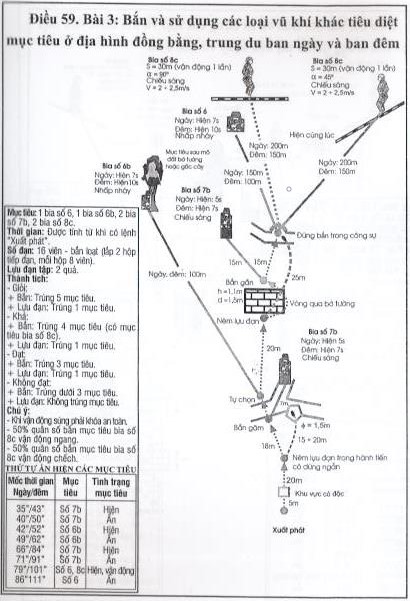 Điều 59. Bài 3: Bắn và sử dụng các loại vũ khí khác tiêu diệt
mục tiêu ở địa hình đồng bằng, trung du ban ngày và ban đêm
Bia số 8c
S = 30m (vận động 1 lần)
α = 90°
Chiếu sáng
V = 2 ÷ 2,5m/s
Bia số 8c
S = 30m (vận động 1 lần)
α = 45°
Chiếu sáng
V = 2 ÷ 2,5m/s
Bia số 6
Ngày: Hiện 7s
Đêm: Hiện 10s
Nhấp nháy
Hiện cùng lúc
Ngày: 200m
Đêm: 150m
Mục tiêu sau mô
đất bờ tường
hoặc gốc cây
Bia số 6b
Ngày: Hiện 7s
Đêm: Hiện 10s
Nhấp nháy
Ngày: 150m
Đêm: 100m
Ngày: 200m
Đêm: 150m
Bia số 7b
Ngày: Hiện 5s
Đêm: Hiện 7s
Chiếu sáng
Đứng bắn trong công sự
15m
15m
25m
Ngày, đêm: 100m
Bắn gần
h = 1,1m
d = 1,5m
Vòng qua bờ tường
Ném lựu đạn
20m
Bia số 7b
Ngày: Hiện 5s
Đêm: Hiện 7s
Chiếu sáng
Tự chọn
7m
Bắn găm
φ = 1,5m
15 ÷ 20m
18m
Ném lựu đạn trong hành tiến
có dùng ngắn
20m
Khu vực cá độc
5m
Xuất phát
Mục tiêu: 1 bia số 6, 1 bia số 6b, 2 bia
số 7b, 2 bia số 8c.
Thời gian: Được tính từ khi có lệnh
"Xuất phát".
Số đạn: 16 viên - bắn loạt (lắp 2 hộp
tiếp đạn, mỗi hộp 8 viên).
Lựu đạn tập: 2 quả.
Thành tích:
- Giỏi:
+ Bắn: Trúng 5 mục tiêu.
+ Lựu đạn: Trúng 1 mục tiêu.
- Khá:
+ Bắn: Trúng 4 mục tiêu (có mục
tiêu bia số 8c).
+ Lựu đạn: Trúng 1 mục tiêu.
- Đạt:
+ Bắn: Trúng 3 mục tiêu.
+ Lựu đạn: Trúng 1 mục tiêu.
- Không đạt:
+ Bắn: Trúng dưới 3 mục tiêu.
+ Lựu đạn: Không trúng mục tiêu.
Chú ý:
- Khi vận động súng phải khóa an toàn.
- 50% quân số bắn mục tiêu bia số
8c vận động ngang.
- 50% quân số bắn mục tiêu bia số
8c vận động chếch.
THỨ TỰ ẨN HIỆN CÁC MỤC TIÊU
Mốc thời gian Ngày/đêm Mục tiêu Tình trạng mục tiêu
35"/43" Số 7b Hiện
40"/50" Số 7b Ẩn
42"/52" Số 6b Hiện
49"/62" Số 6b Ẩn
66"/84" Số 7b Hiện
71"/91" Số 7b Ẩn
79"/101" Số 6, 8c Hiện, vận động
86"111" Số 6 Ẩn